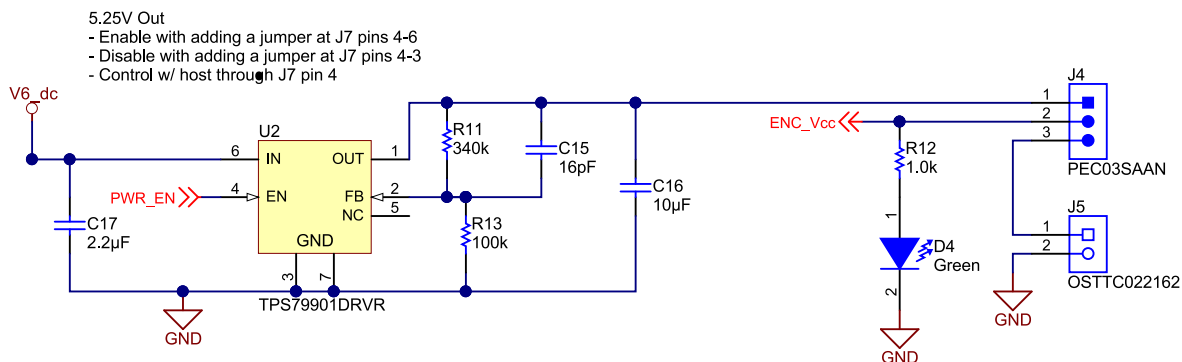 5.25V Out
- Enable with adding a jumper at J7 pins 4-6
- Disable with adding a jumper at J7 pins 4-3
- Control w/ host through J7 pin 4
V6_dc
J4
1
2
3
PEC03SAAN
ENC_Vcc
U2
6
IN
OUT
1
R11
340k
C15
16pF
R12
1.0k
PWR_EN
4
EN
FB
2
NC
5
C16
10µF
C17
2.2µF
R13
100k
GND
3
7
TPS79901DRVR
J5
1
2
OSTTC022162
1
D4
Green
2
GND
GND
GND